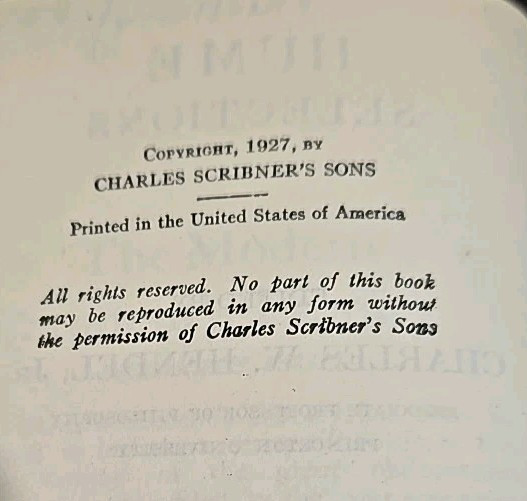 COPYRIGHT, 1927, BY
CHARLES SCRIBNER'S SONS
Printed in the United States of America
All rights reserved. No part of this book
may be reproduced in any form without
the permission of Charles Scribner's Sons